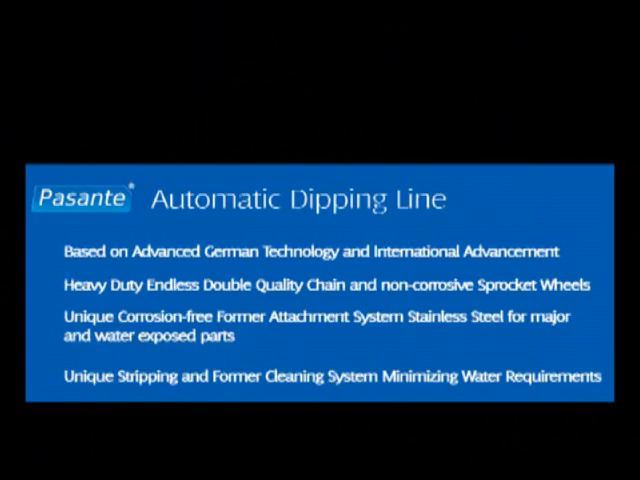 Pasante® Automatic Dipping Line
Based on Advanced German Technology and International Advancement
Heavy Duty Endless Double Quality Chain and non-corrosive Sprocket Wheels
Unique Corrosion-free Former Attachment System Stainless Steel for major
and water exposed parts
Unique Stripping and Former Cleaning System Minimizing Water Requirements